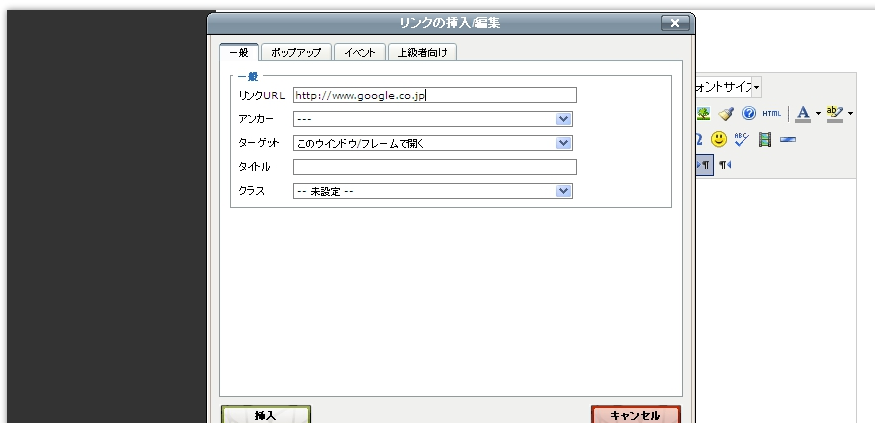 リンクの挿入/編集
一般 ポップアップ イベント 上級者向け
一般
リンクURL http://www.google.co.jp
アンカー ---
ターゲット このウインドウ/フレームで開く
タイトル
クラス -- 未設定 --
挿入 キャンセル
ォントサイズ
HTML A ab
ABC